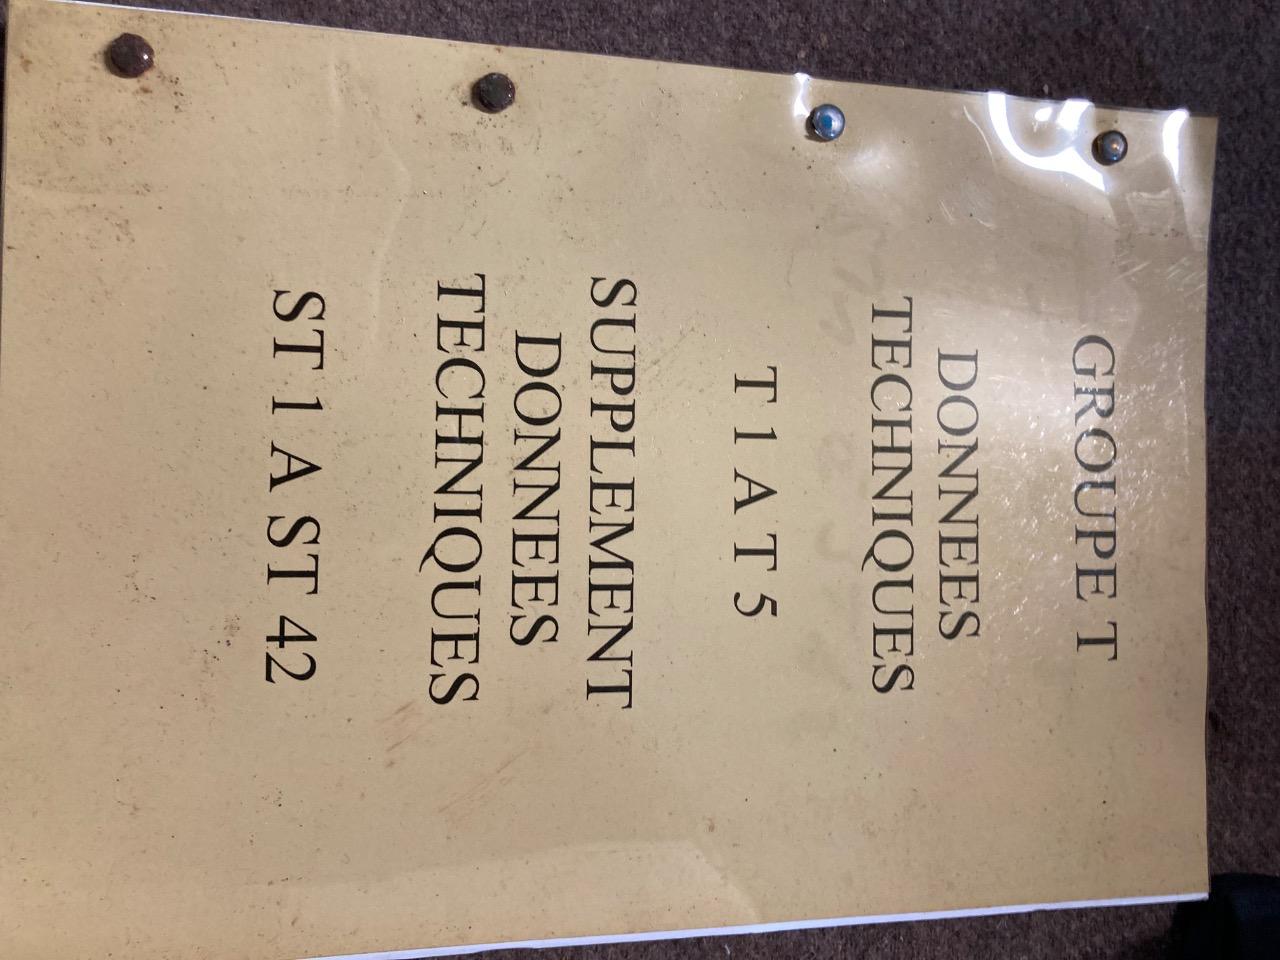 GROUPE T
DONNEES
TECHNIQUES
T 1 A T 5
SUPPLEMENT
DONNEES
TECHNIQUES
ST 1 A ST 42